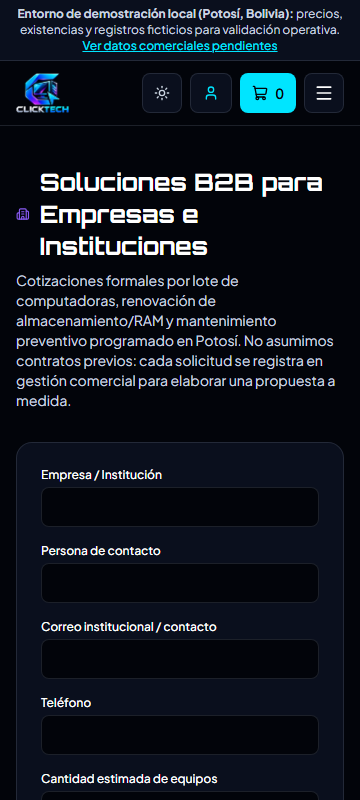 Entorno de demostración local (Potosí, Bolivia): precios,
existencias y registros ficticios para validación operativa.
Ver datos comerciales pendientes
CLICKTECH
0
Soluciones B2B para
Empresas e
Instituciones
Cotizaciones formales por lote de
computadoras, renovación de
almacenamiento/RAM y mantenimiento
preventivo programado en Potosí. No asumimos
contratos previos: cada solicitud se registra en
gestión comercial para elaborar una propuesta a
medida.
Empresa / Institución
Persona de contacto
Correo institucional / contacto
Teléfono
Cantidad estimada de equipos